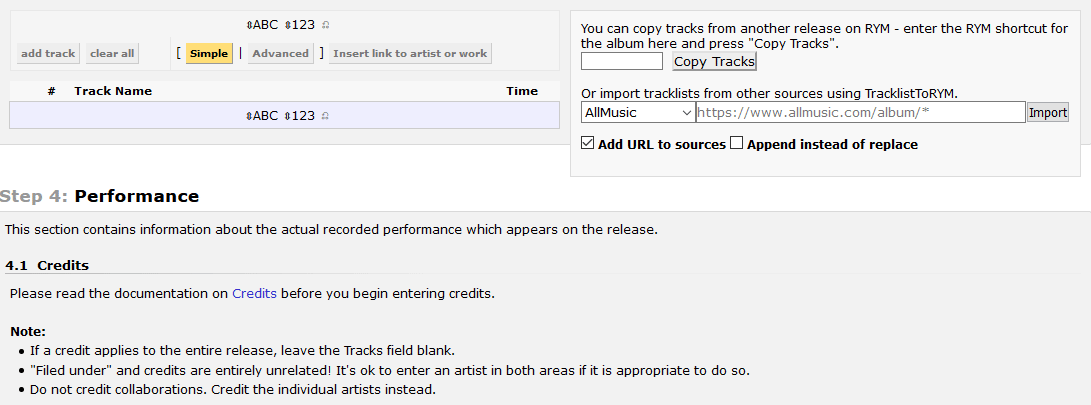 ⇕ABC ⇕123 ⎌
add track clear all [ Simple | Advanced ] Insert link to artist or work
# Track Name Time
⇕ABC ⇕123 ⎌
You can copy tracks from another release on RYM - enter the RYM shortcut for
the album here and press "Copy Tracks".
Copy Tracks
Or import tracklists from other sources using TracklistToRYM.
AllMusic https://www.allmusic.com/album/* Import
Add URL to sources Append instead of replace
Step 4: Performance
This section contains information about the actual recorded performance which appears on the release.
4.1 Credits
Please read the documentation on Credits before you begin entering credits.
Note:
• If a credit applies to the entire release, leave the Tracks field blank.
• "Filed under" and credits are entirely unrelated! It's ok to enter an artist in both areas if it is appropriate to do so.
• Do not credit collaborations. Credit the individual artists instead.